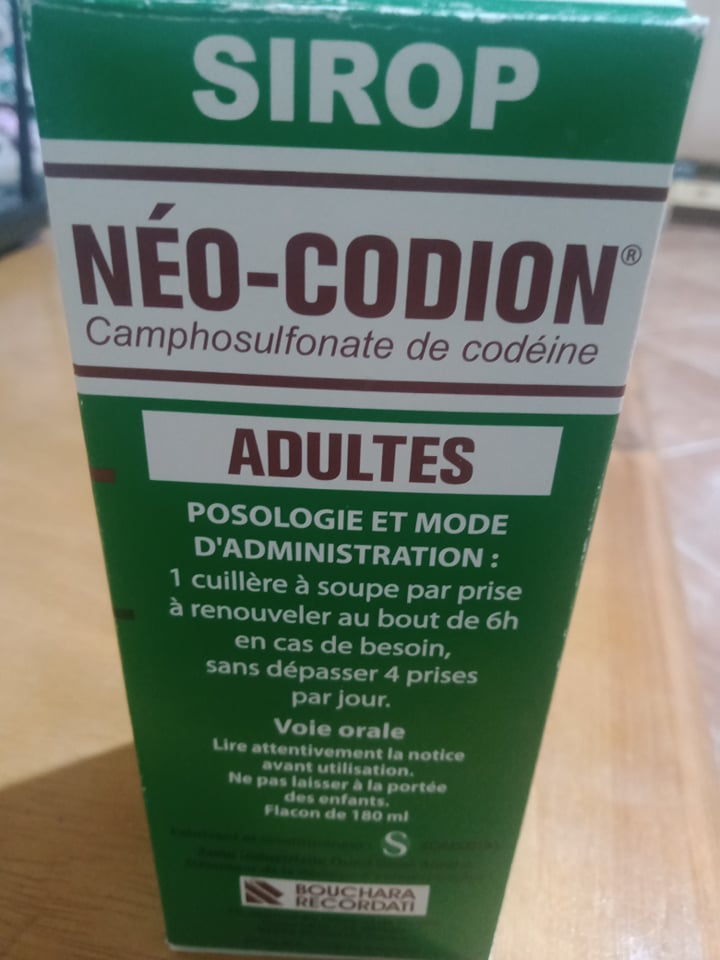 SIROP
NÉO-CODION®
Camphosulfonate de codéine
ADULTES
POSOLOGIE ET MODE
D'ADMINISTRATION :
1 cuillère à soupe par prise
à renouveler au bout de 6h
en cas de besoin,
sans dépasser 4 prises
par jour.
Voie orale
Lire attentivement la notice
avant utilisation.
Ne pas laisser à la portée
des enfants.
Flacon de 180 ml
S
BOUCHARA
RECORDATI